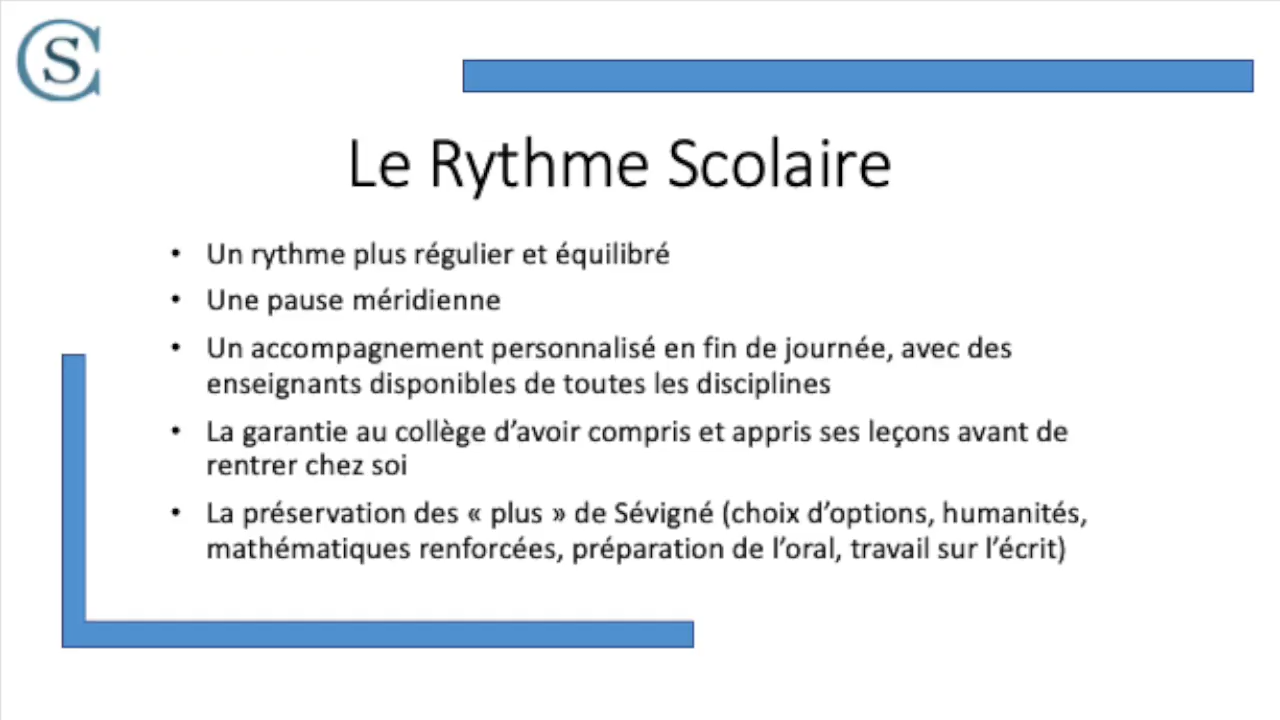 CS
Le Rythme Scolaire
• Un rythme plus régulier et équilibré
• Une pause méridienne
• Un accompagnement personnalisé en fin de journée, avec des
enseignants disponibles de toutes les disciplines
• La garantie au collège d’avoir compris et appris ses leçons avant de
rentrer chez soi
• La préservation des « plus » de Sévigné (choix d’options, humanités,
mathématiques renforcées, préparation de l’oral, travail sur l’écrit)